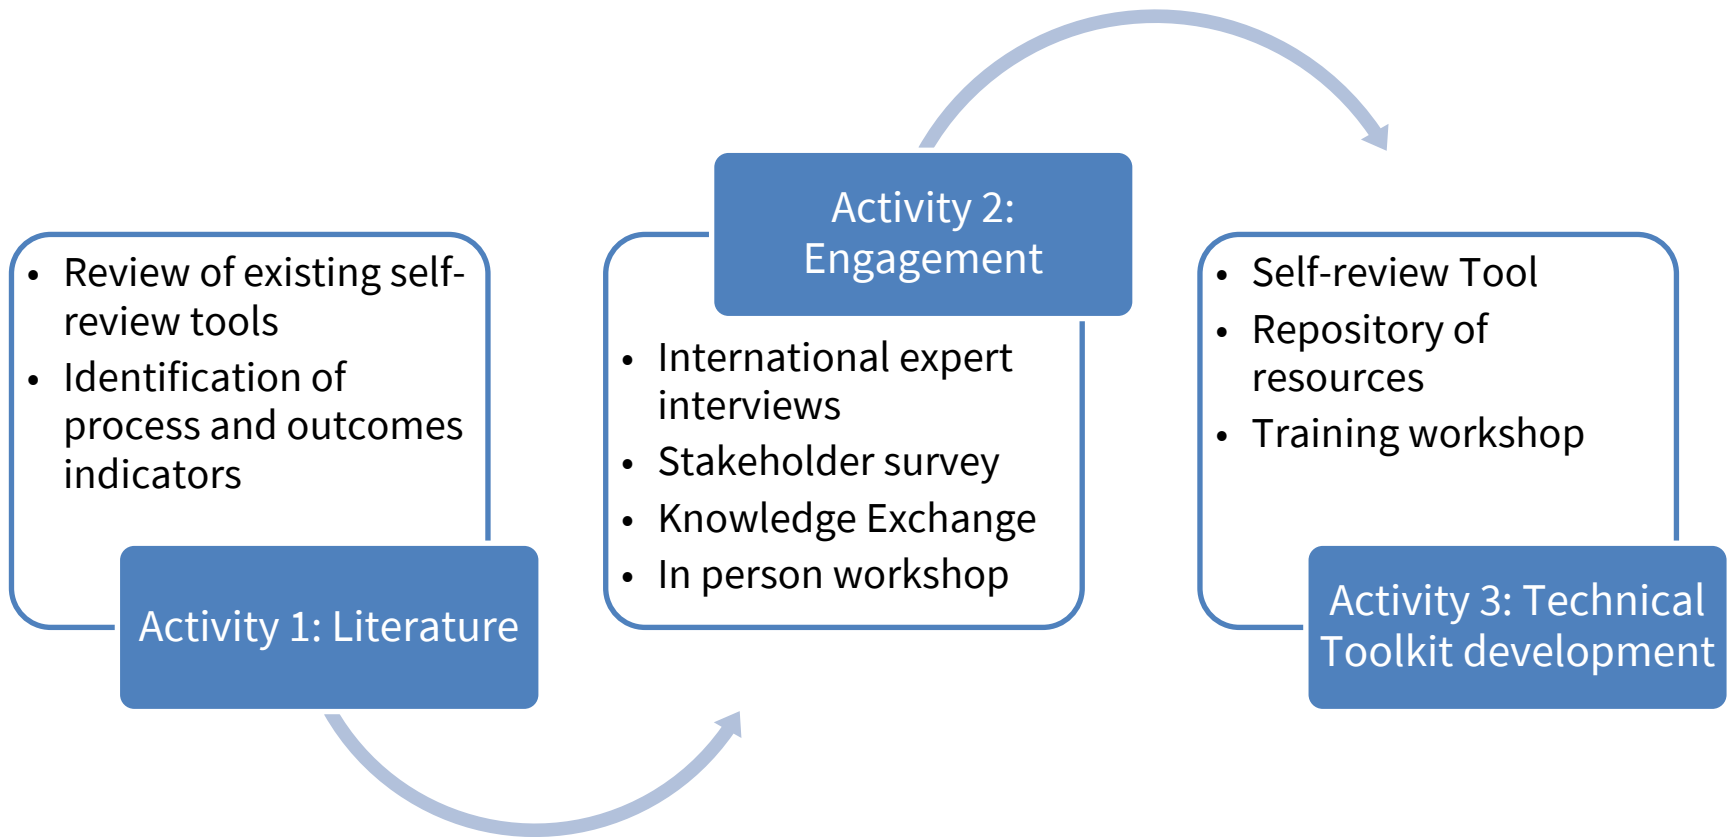 • Review of existing self-
review tools
• Identification of
process and outcomes
indicators
Activity 1: Literature
Activity 2:
Engagement
• International expert
interviews
• Stakeholder survey
• Knowledge Exchange
• In person workshop
• Self-review Tool
• Repository of
resources
• Training workshop
Activity 3: Technical
Toolkit development